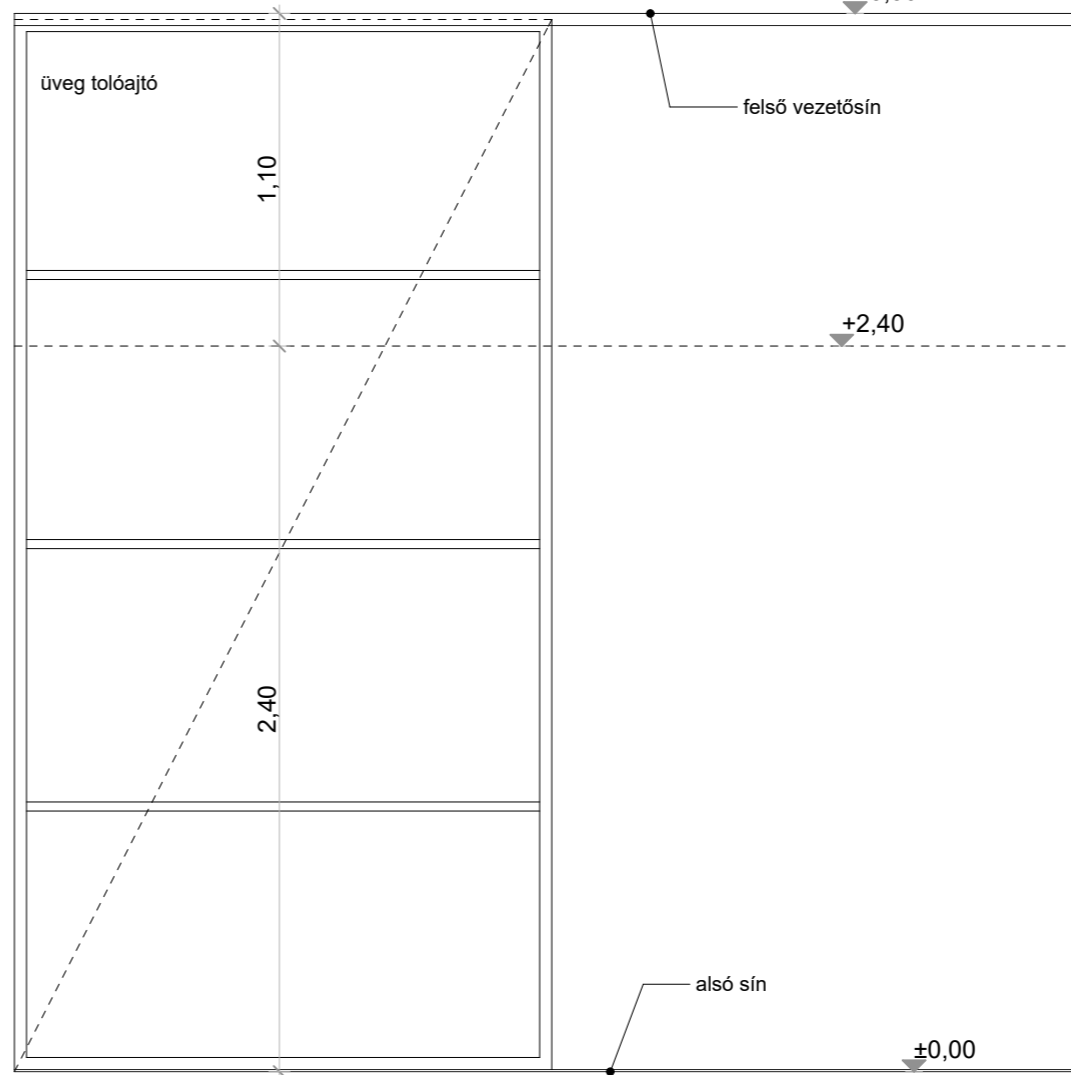 üveg tolóajtó
felső vezetősín
1,10
+2,40
2,40
alsó sín
±0,00